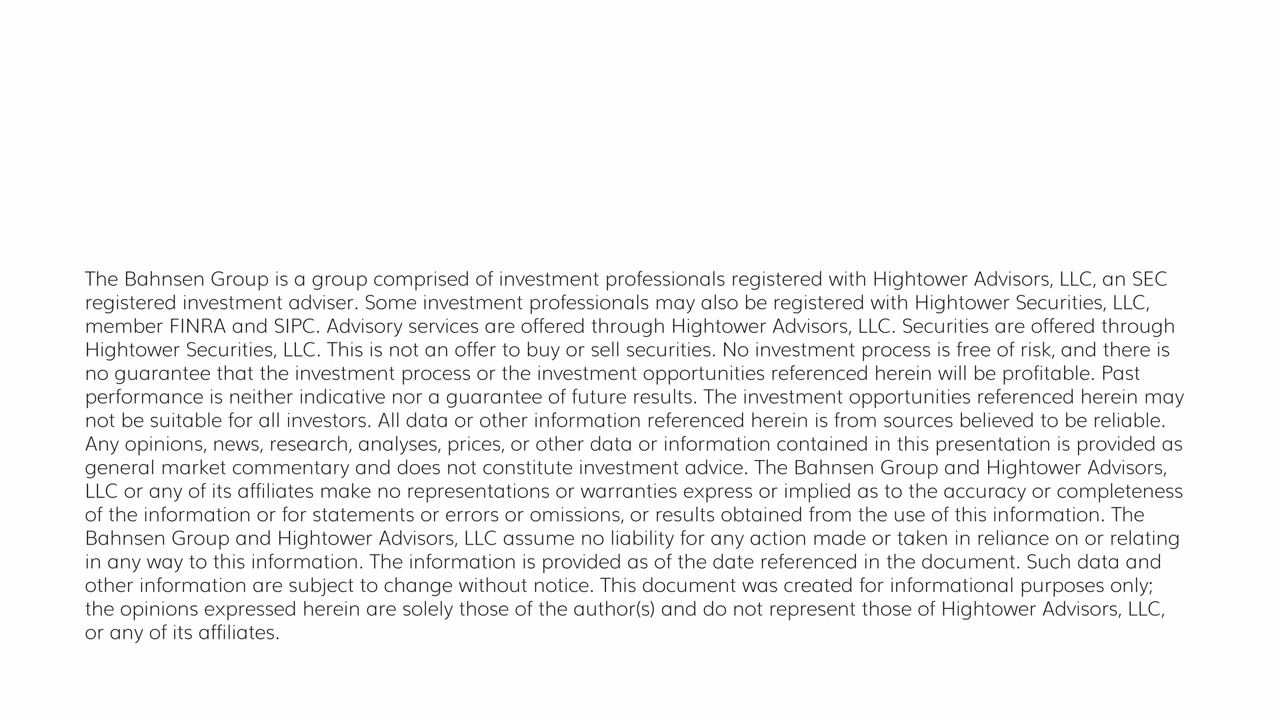 The Bahnsen Group is a group comprised of investment professionals registered with Hightower Advisors, LLC, an SEC
registered investment adviser. Some investment professionals may also be registered with Hightower Securities, LLC,
member FINRA and SIPC. Advisory services are offered through Hightower Advisors, LLC. Securities are offered through
Hightower Securities, LLC. This is not an offer to buy or sell securities. No investment process is free of risk, and there is
no guarantee that the investment process or the investment opportunities referenced herein will be profitable. Past
performance is neither indicative nor a guarantee of future results. The investment opportunities referenced herein may
not be suitable for all investors. All data or other information referenced herein is from sources believed to be reliable.
Any opinions, news, research, analyses, prices, or other data or information contained in this presentation is provided as
general market commentary and does not constitute investment advice. The Bahnsen Group and Hightower Advisors,
LLC or any of its affiliates make no representations or warranties express or implied as to the accuracy or completeness
of the information or for statements or errors or omissions, or results obtained from the use of this information. The
Bahnsen Group and Hightower Advisors, LLC assume no liability for any action made or taken in reliance on or relating
in any way to this information. The information is provided as of the date referenced in the document. Such data and
other information are subject to change without notice. This document was created for informational purposes only;
the opinions expressed herein are solely those of the author(s) and do not represent those of Hightower Advisors, LLC,
or any of its affiliates.